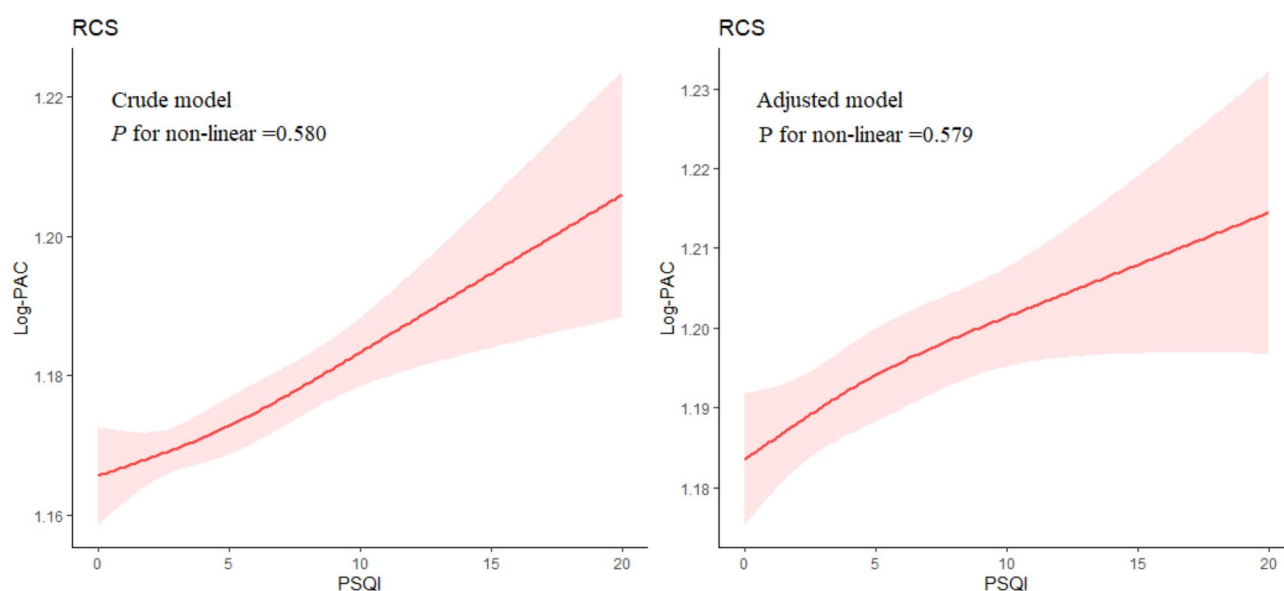 RCS
Crude model
P for non-linear =0.580
1.22
1.20
1.18
1.16
Log-PAC
0
5
10
15
20
PSQI
RCS
Adjusted model
P for non-linear =0.579
1.23
1.22
1.21
1.20
1.19
1.18
Log-PAC
0
5
10
15
20
PSQI